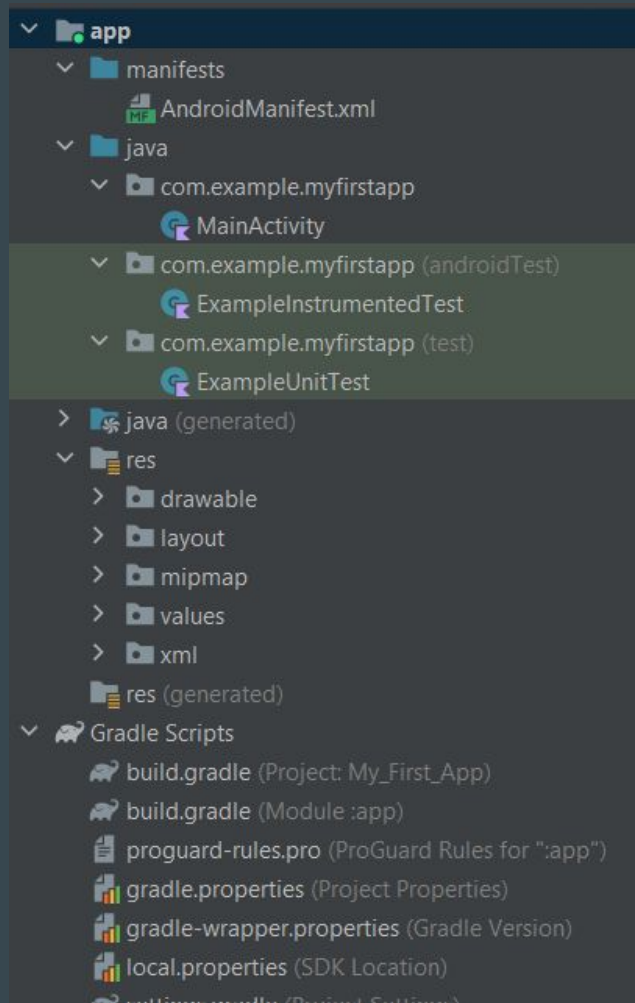 app
manifests
MF AndroidManifest.xml
java
com.example.myfirstapp
MainActivity
com.example.myfirstapp (androidTest)
ExampleInstrumentedTest
com.example.myfirstapp (test)
ExampleUnitTest
java (generated)
res
drawable
layout
mipmap
values
xml
res (generated)
Gradle Scripts
build.gradle (Project: My_First_App)
build.gradle (Module :app)
proguard-rules.pro (ProGuard Rules for ":app")
gradle.properties (Project Properties)
gradle-wrapper.properties (Gradle Version)
local.properties (SDK Location)